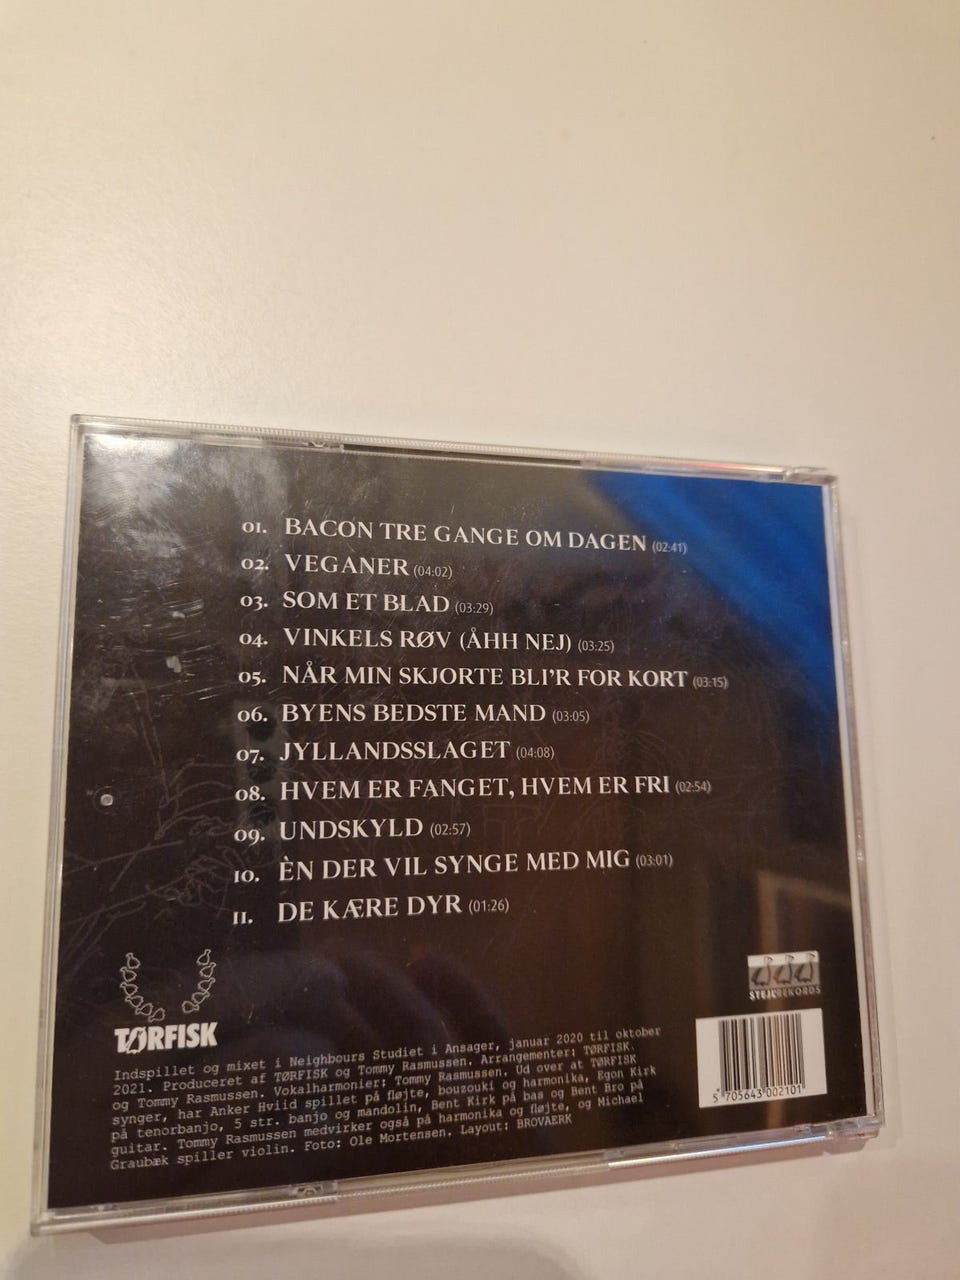 01. BACON TRE GANGE OM DAGEN (02:41)
02. VEGANER (04:02)
03. SOM ET BLAD (03:29)
04. VINKELS RØV (ÅHH NEJ) (03:25)
05. NÅR MIN SKJORTE BLI'R FOR KORT (03:15)
06. BYENS BEDSTE MAND (03:05)
07. JYLLANDSSLAGET (04:08)
08. HVEM ER FANGET, HVEM ER FRI (02:54)
09. UNDSKYLD (02:57)
10. ÈN DER VIL SYNGE MED MIG (03:01)
11. DE KÆRE DYR (01:26)
TØRFISK
STEJLREKORDS
Indspillet og mixet i Neighbours Studiet i Ansager, januar 2020 til oktober
2021. Produceret af TØRFISK og Tommy Rasmussen. Arrangementer: TØRFISK
og Tommy Rasmussen. Vokalharmonier: Tommy Rasmussen. Ud over at TØRFISK
synger, har Anker Hviid spillet på fløjte, bouzouki og harmonika, Egon Kirk
på tenorbanjo, 5 str. banjo og mandolin, Bent Kirk på bas og Bent Bro på
guitar. Tommy Rasmussen medvirker også på harmonika og fløjte, og Michael
Graubæk spiller violin. Foto: Ole Mortensen. Layout: BROVÆRK
5 705643 002101